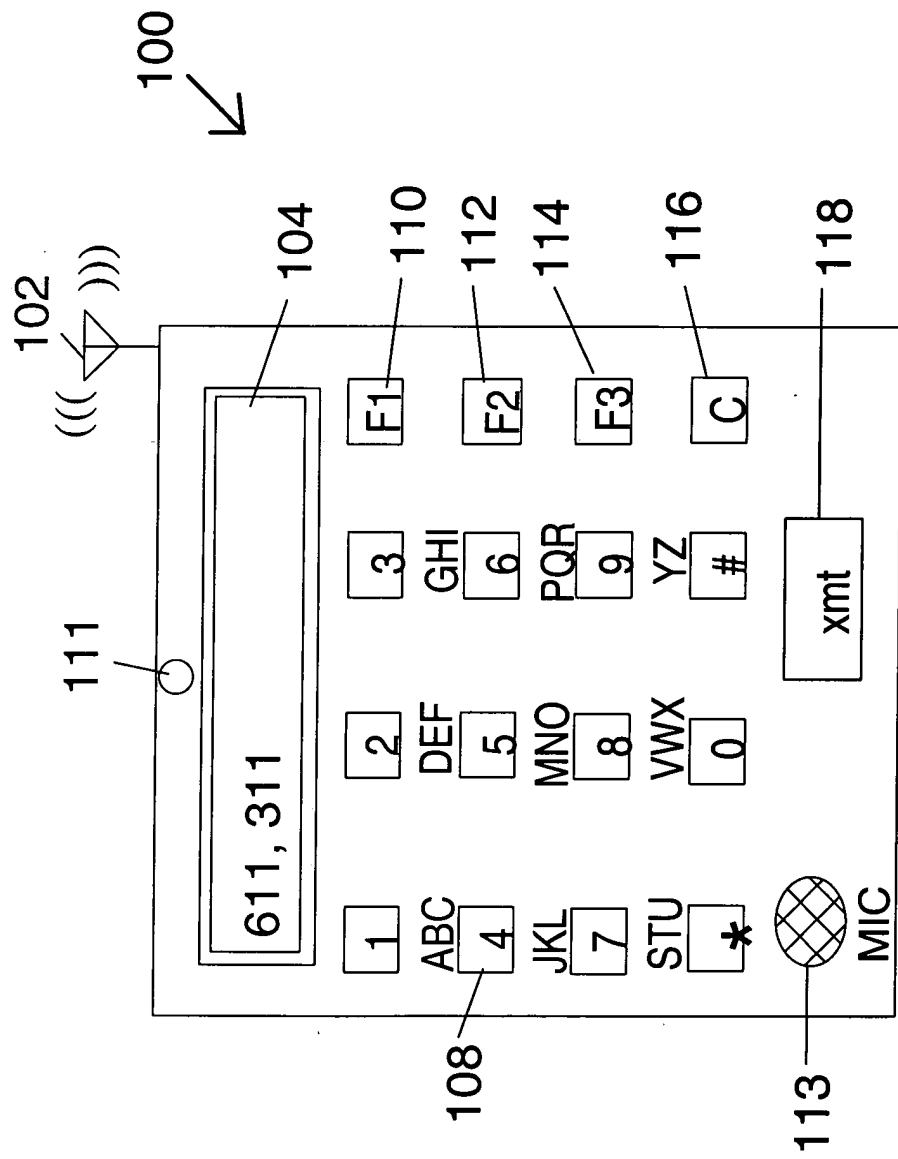 102
111
100
104
611, 311
1 2 3 F1
110
ABC DEF GHI
108
4 5 6 F2
112
JKL MNO PQR
114
7 8 9 F3
STU VWX YZ
116
* 0 # C
113
xmt
118
MIC